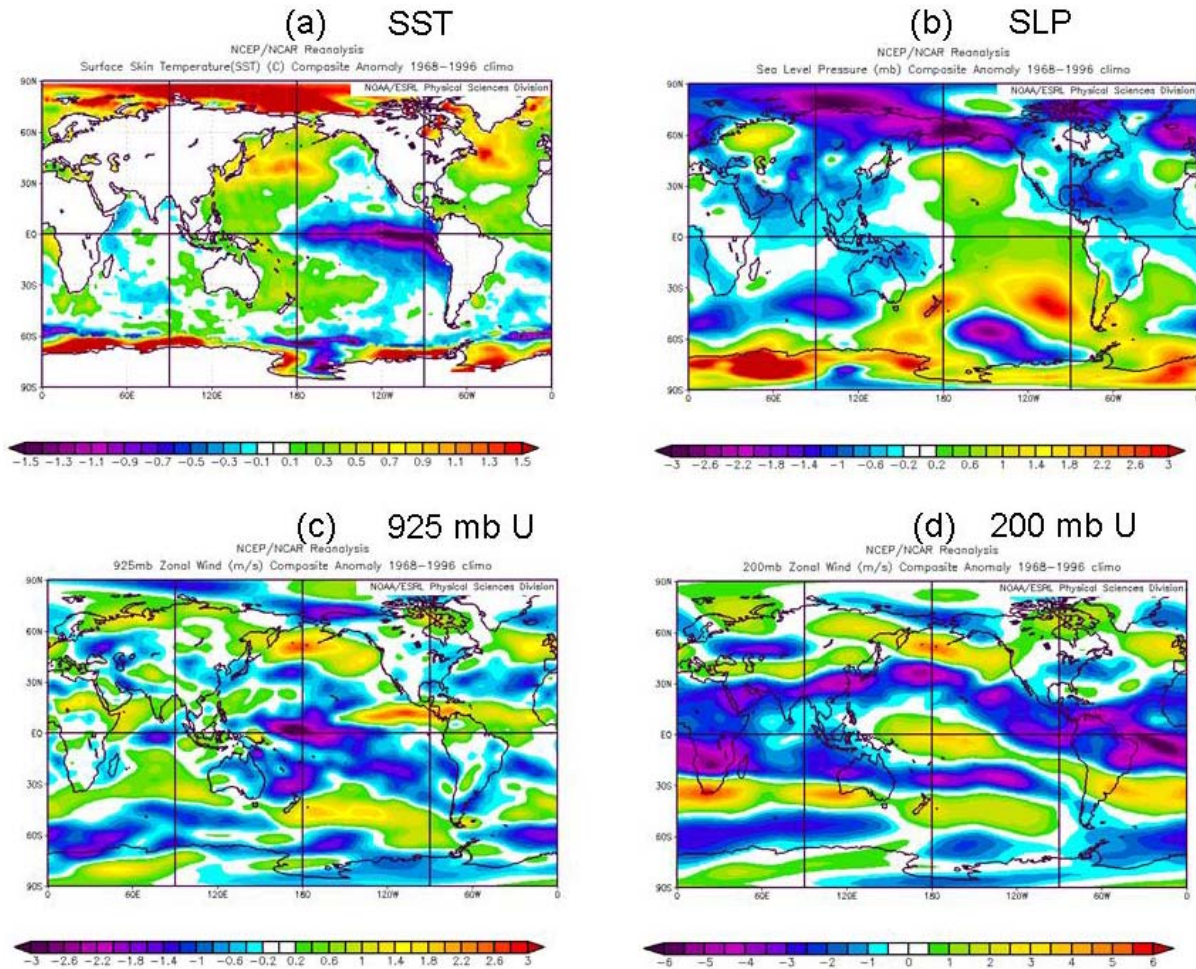 (a) SST
NCEP/NCAR Reanalysis
Surface Skin Temperature(SST) (C) Composite Anomaly 1968-1996 climo
NOAA/ESRL Physical Sciences Division
90N
60N
30N
EQ
30S
60S
90S
0 60E 120E 180 120W 60W 0
-1.5 -1.3 -1.1 -0.9 -0.7 -0.5 -0.3 -0.1 0.1 0.3 0.5 0.7 0.9 1.1 1.3 1.5
(b) SLP
NCEP/NCAR Reanalysis
Sea Level Pressure (mb) Composite Anomaly 1968-1996 climo
NOAA/ESRL Physical Sciences Division
90N
60N
30N
EQ
30S
60S
90S
0 60E 120E 180 120W 60W 0
-3 -2.6 -2.2 -1.8 -1.4 -1 -0.6 -0.2 0.2 0.6 1 1.4 1.8 2.2 2.6 3
(c) 925 mb U
NCEP/NCAR Reanalysis
925mb Zonal Wind (m/s) Composite Anomaly 1968-1996 climo
NOAA/ESRL Physical Sciences Division
90N
60N
30N
EQ
30S
60S
90S
0 60E 120E 180 120W 60W 0
-3 -2.6 -2.2 -1.8 -1.4 -1 -0.6 -0.2 0.2 0.6 1 1.4 1.8 2.2 2.6 3
(d) 200 mb U
NCEP/NCAR Reanalysis
200mb Zonal Wind (m/s) Composite Anomaly 1968-1996 climo
NOAA/ESRL Physical Sciences Division
90N
60N
30N
EQ
30S
60S
90S
0 60E 120E 180 120W 60W 0
-6 -5 -4 -3 -2 -1 0 1 2 3 4 5 6